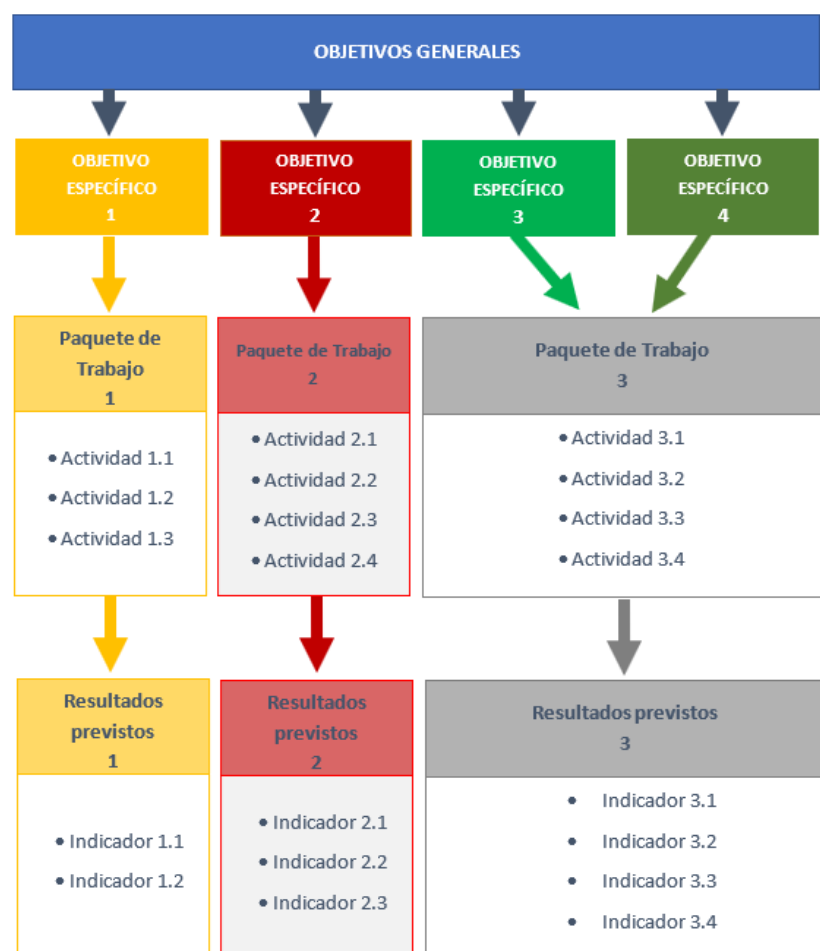 OBJETIVOS GENERALES
OBJETIVO
ESPECÍFICO
1
OBJETIVO
ESPECÍFICO
2
OBJETIVO
ESPECÍFICO
3
OBJETIVO
ESPECÍFICO
4
Paquete de
Trabajo
1
• Actividad 1.1
• Actividad 1.2
• Actividad 1.3
Paquete de Trabajo
2
• Actividad 2.1
• Actividad 2.2
• Actividad 2.3
• Actividad 2.4
Paquete de Trabajo
3
• Actividad 3.1
• Actividad 3.2
• Actividad 3.3
• Actividad 3.4
Resultados
previstos
1
• Indicador 1.1
• Indicador 1.2
Resultados
previstos
2
• Indicador 2.1
• Indicador 2.2
• Indicador 2.3
Resultados previstos
3
• Indicador 3.1
• Indicador 3.2
• Indicador 3.3
• Indicador 3.4